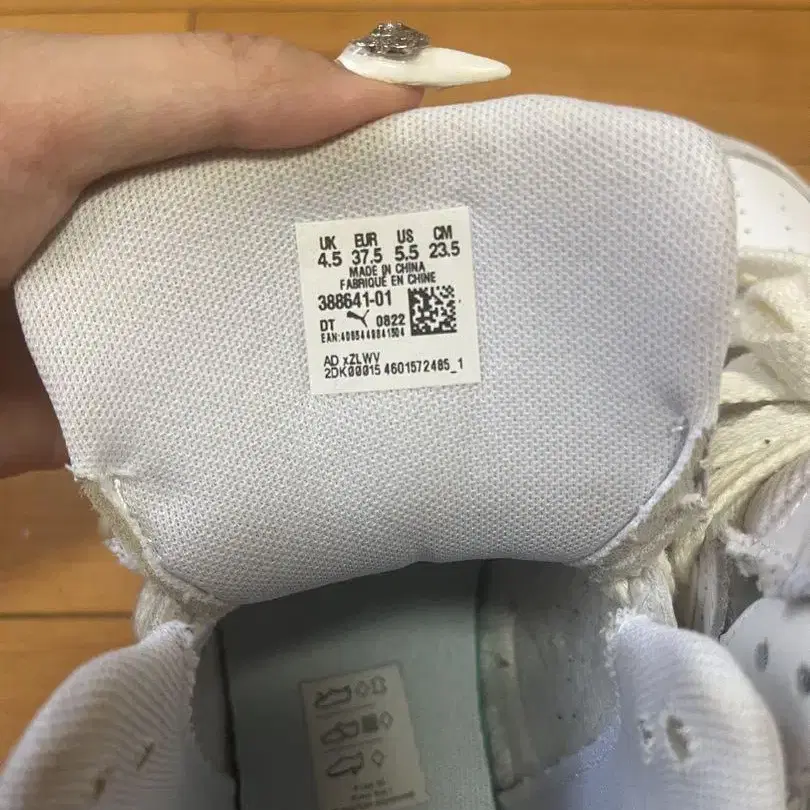 UK EUR US CM
4.5 37.5 5.5 23.5
MADE IN CHINA
FABRIQUÉ EN CHINE
388641-01
DT 0822
EAN:4065449841504
AD xZLWV
2DK00015 4601572485_1